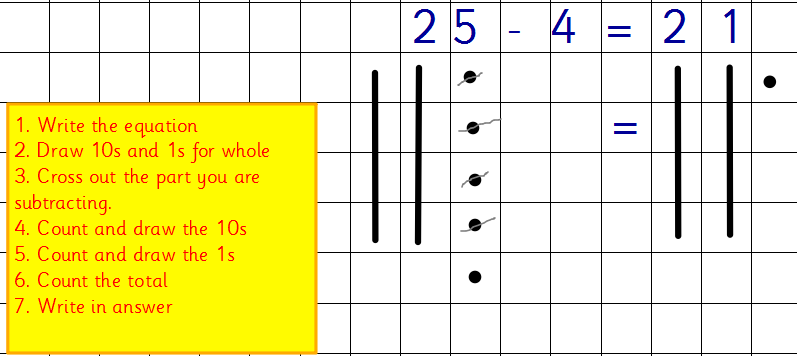 25 - 4 = 21
=
1. Write the equation
2. Draw 10s and 1s for whole
3. Cross out the part you are
subtracting.
4. Count and draw the 10s
5. Count and draw the 1s
6. Count the total
7. Write in answer